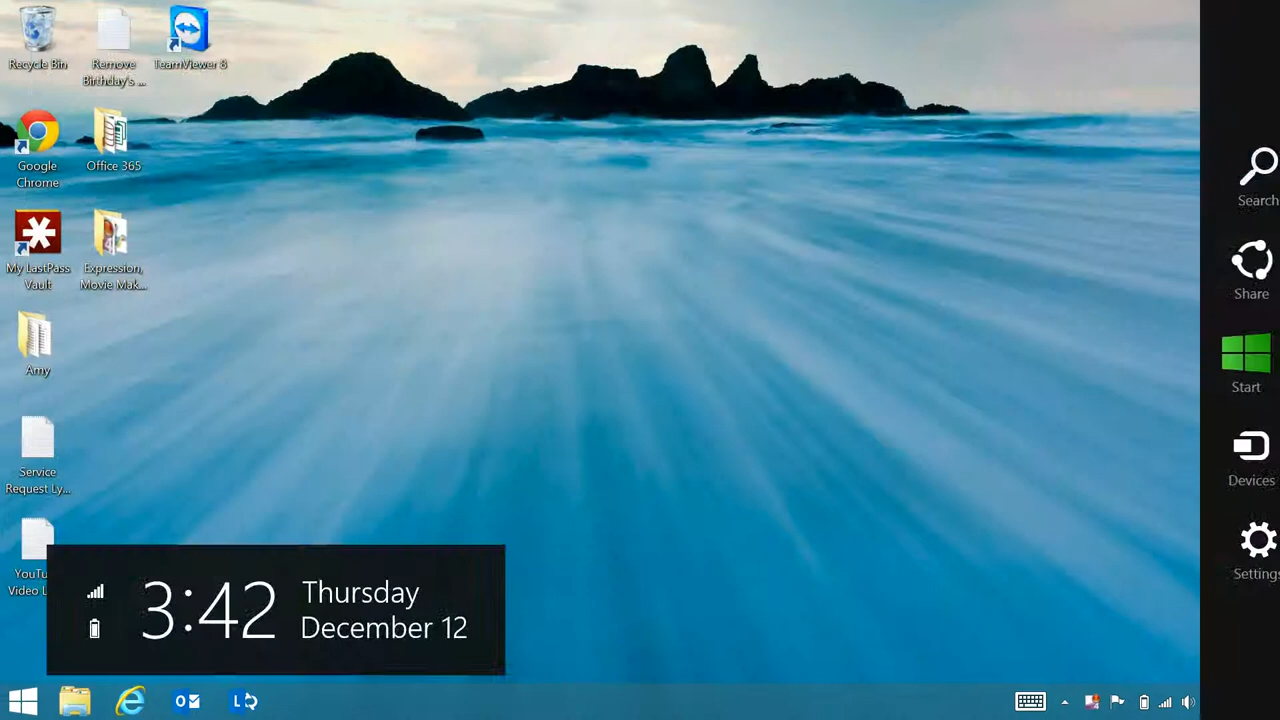 Recycle Bin
Remove
Birthday's ...
TeamViewer 8
Google
Chrome
Office 365
My LastPass
Vault
Expression,
Movie Mak...
Amy
Service
Request Ly...
YouTu
Video L
3:42
Thursday
December 12
Search
Share
Start
Devices
Settings